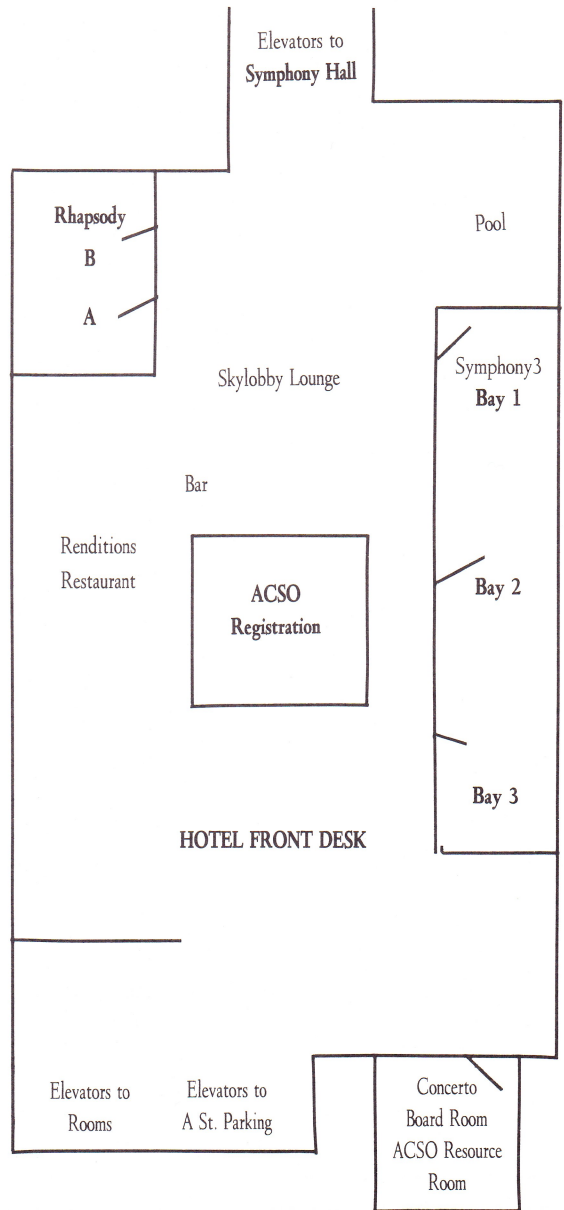 Elevators to
Symphony Hall
Rhapsody
B
A
Pool
Skylobby Lounge
Symphony3
Bay 1
Bar
Renditions
Restaurant
ACSO
Registration
Bay 2
Bay 3
HOTEL FRONT DESK
Elevators to
Rooms
Elevators to
A St. Parking
Concerto
Board Room
ACSO Resource
Room